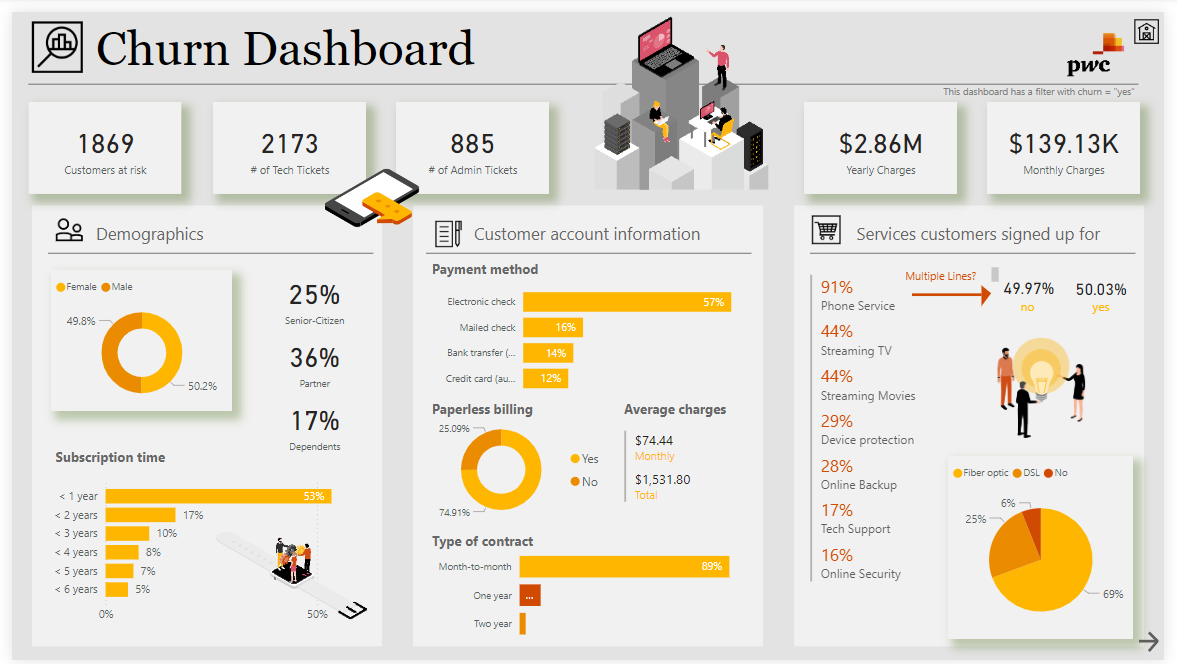 Churn Dashboard
pwc
This dashboard has a filter with churn = "yes"
1869
Customers at risk
2173
# of Tech Tickets
885
# of Admin Tickets
$2.86M
Yearly Charges
$139.13K
Monthly Charges
Demographics
Female Male
49.8%
50.2%
25%
Senior-Citizen
36%
Partner
17%
Dependents
Subscription time
< 1 year 53%
< 2 years 17%
< 3 years 10%
< 4 years 8%
< 5 years 7%
< 6 years 5%
0% 50%
Customer account information
Payment method
Electronic check 57%
Mailed check 16%
Bank transfer (... 14%
Credit card (au... 12%
Paperless billing
25.09%
74.91%
Yes
No
Average charges
$74.44
Monthly
$1,531.80
Total
Type of contract
Month-to-month 89%
One year ...
Two year
Services customers signed up for
91%
Phone Service
44%
Streaming TV
44%
Streaming Movies
29%
Device protection
28%
Online Backup
17%
Tech Support
16%
Online Security
Multiple Lines?
49.97%
no
50.03%
yes
Fiber optic DSL No
6%
25%
69%